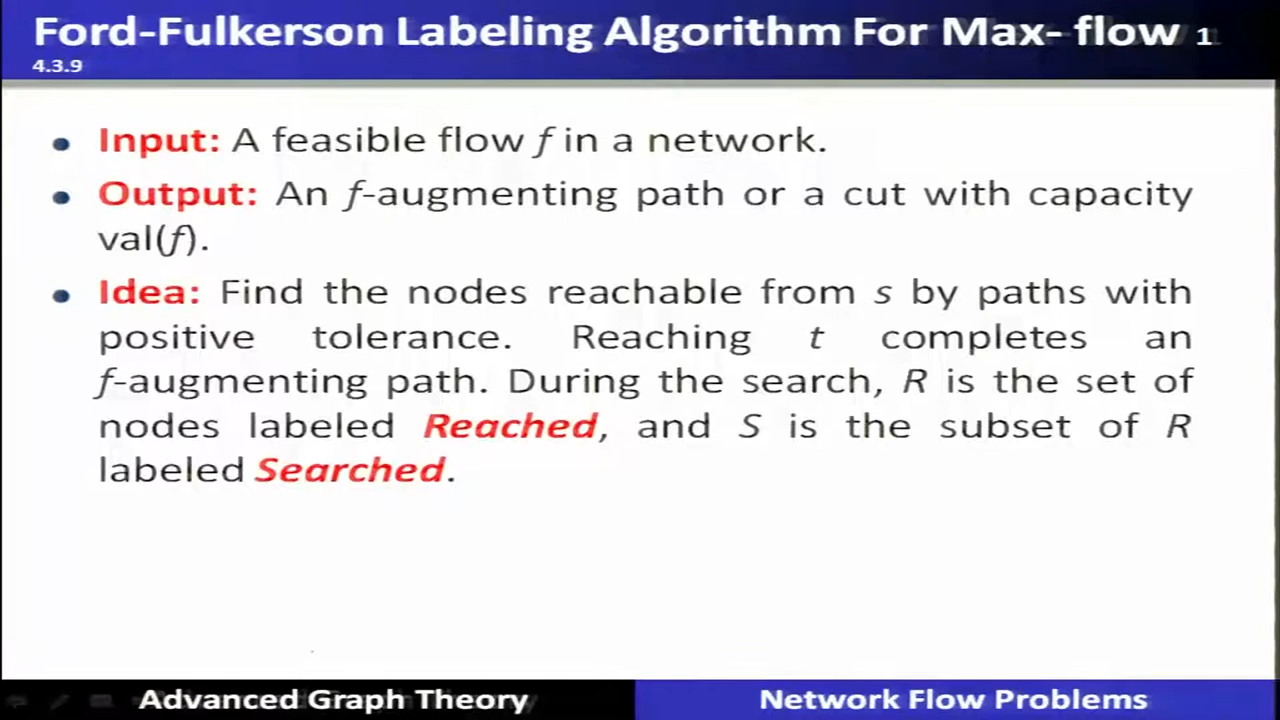 Ford-Fulkerson Labeling Algorithm For Max- flow 1
4.3.9
• Input: A feasible flow f in a network.
• Output: An f-augmenting path or a cut with capacity
val(f).
• Idea: Find the nodes reachable from s by paths with
positive tolerance. Reaching t completes an
f-augmenting path. During the search, R is the set of
nodes labeled Reached, and S is the subset of R
labeled Searched.
Advanced Graph Theory
Network Flow Problems